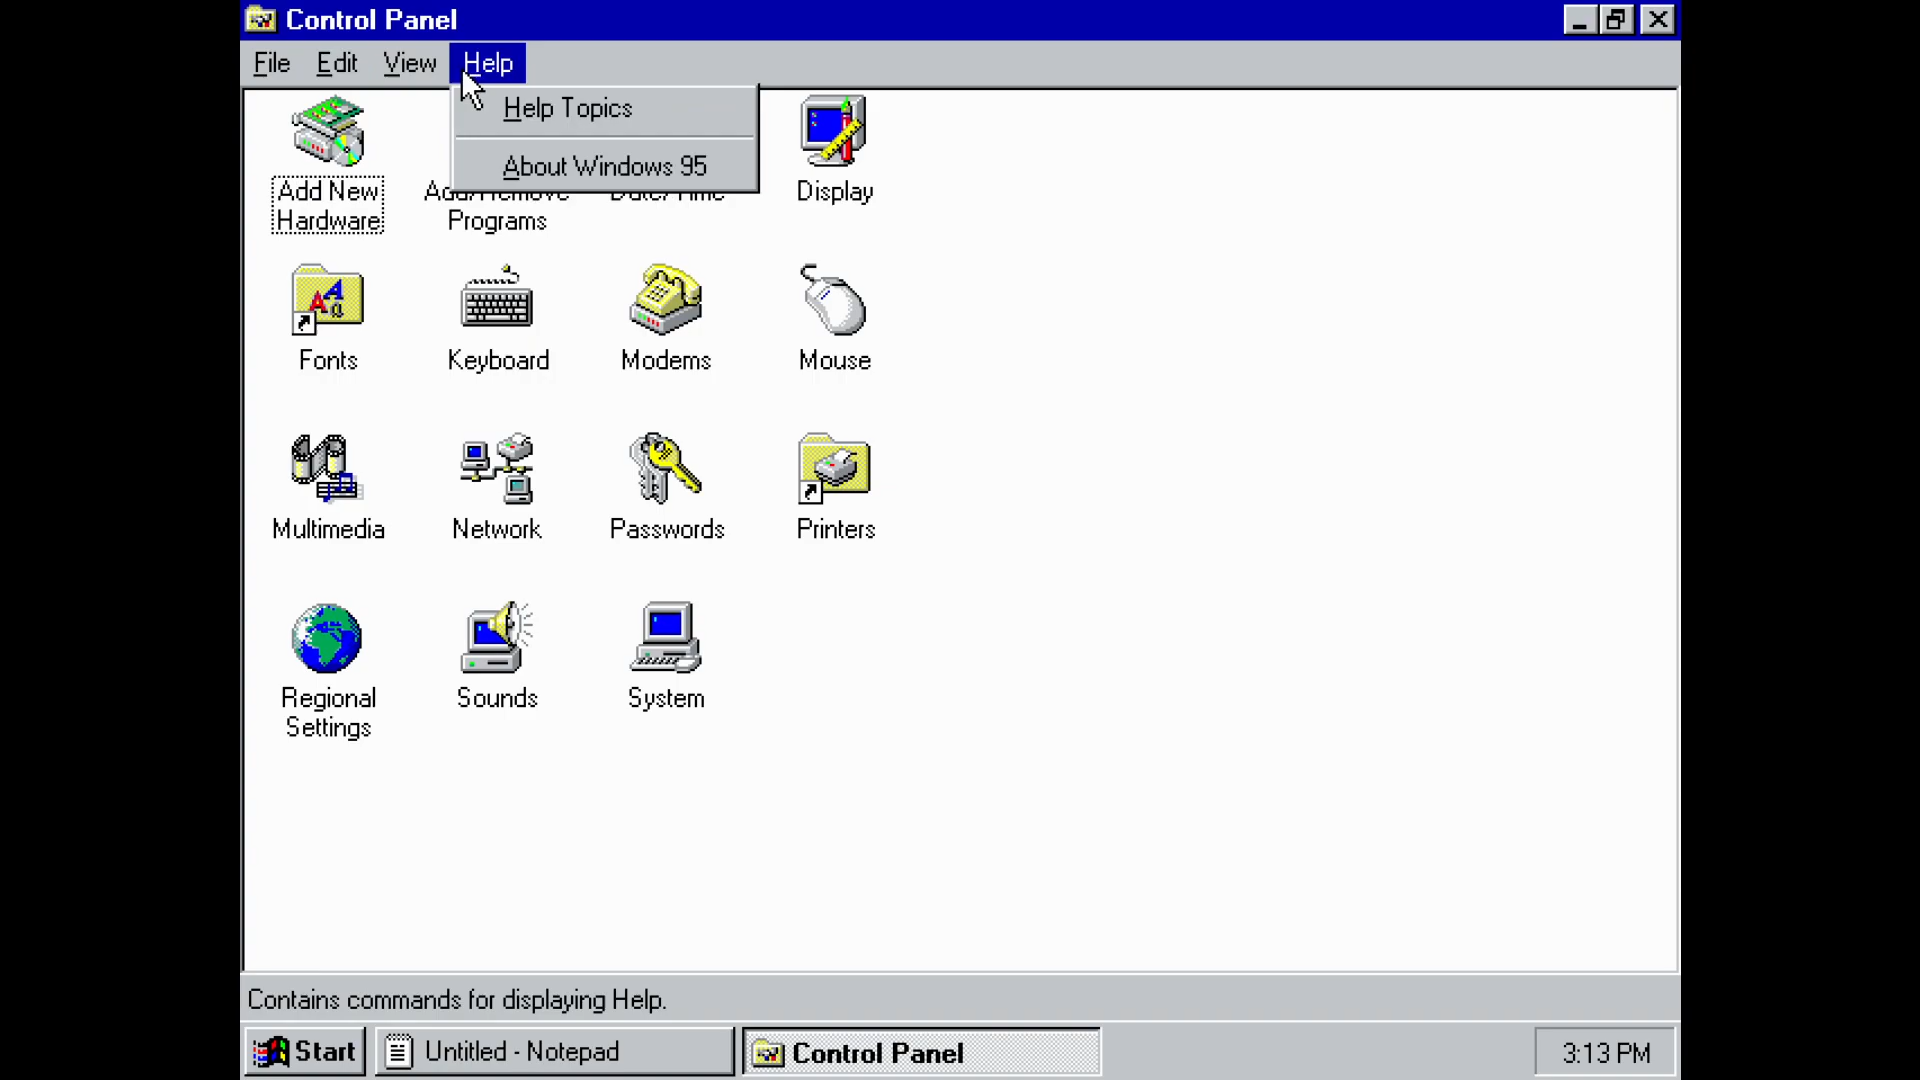 Control Panel
File Edit View Help
Help Topics
About Windows 95
Add New
Hardware
Programs
Display
Fonts
Keyboard
Modems
Mouse
Multimedia
Network
Passwords
Printers
Regional
Settings
Sounds
System
Contains commands for displaying Help.
Start
Untitled - Notepad
Control Panel
3:13 PM